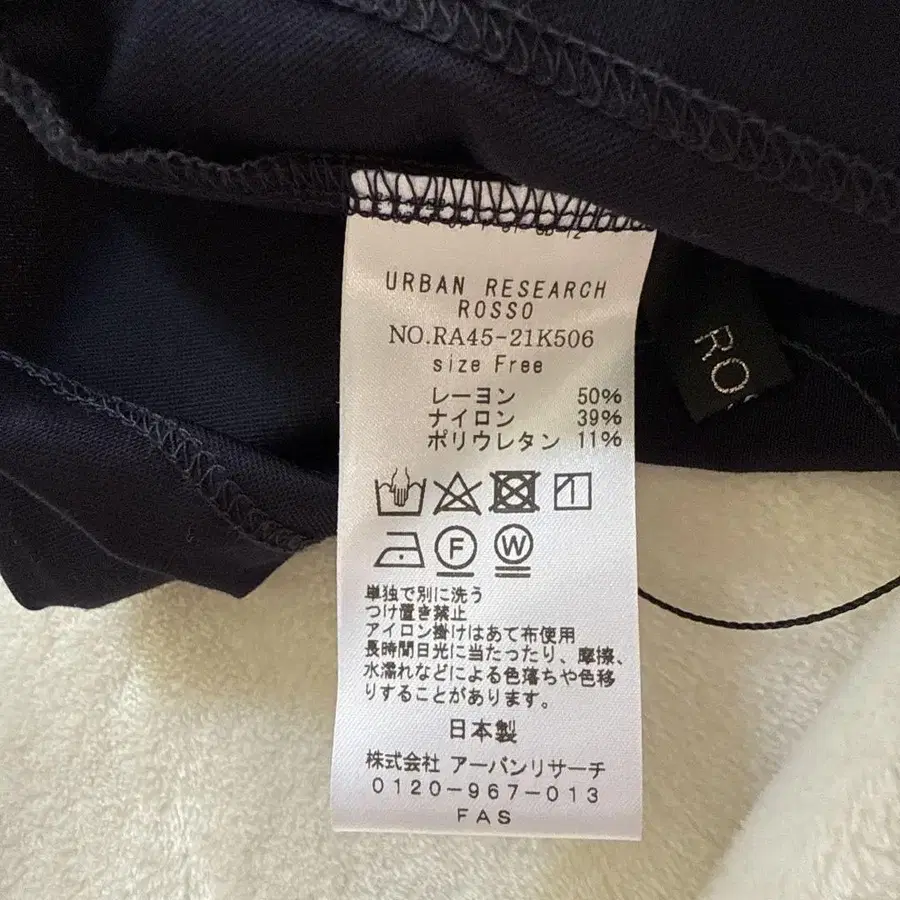 URBAN RESEARCH
ROSSO
NO.RA45-21K506
size Free
レーヨン 50%
ナイロン 39%
ポリウレタン 11%
F W
単独で別に洗う
つけ置き禁止
アイロン掛けはあて布使用
長時間日光に当たったり、摩擦、
水濡れなどによる色落ちや色移
りすることがあります。
日本製
株式会社 アーバンリサーチ
0120-967-013
FAS
RO